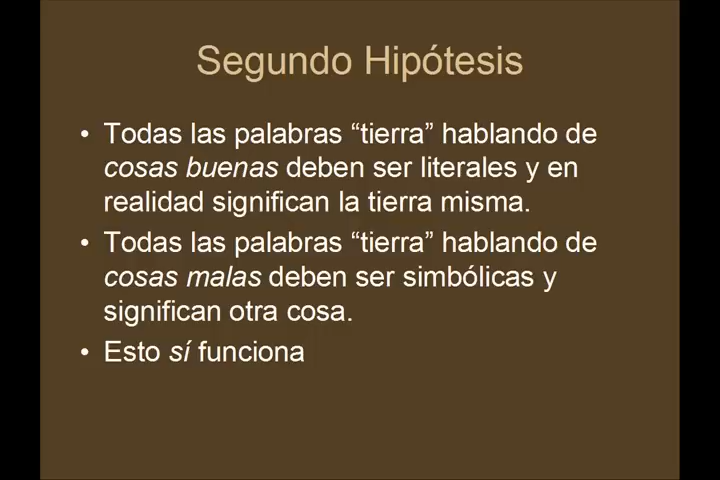 Segundo Hipótesis
• Todas las palabras “tierra” hablando de
cosas buenas deben ser literales y en
realidad significan la tierra misma.
• Todas las palabras “tierra” hablando de
cosas malas deben ser simbólicas y
significan otra cosa.
• Esto sí funciona